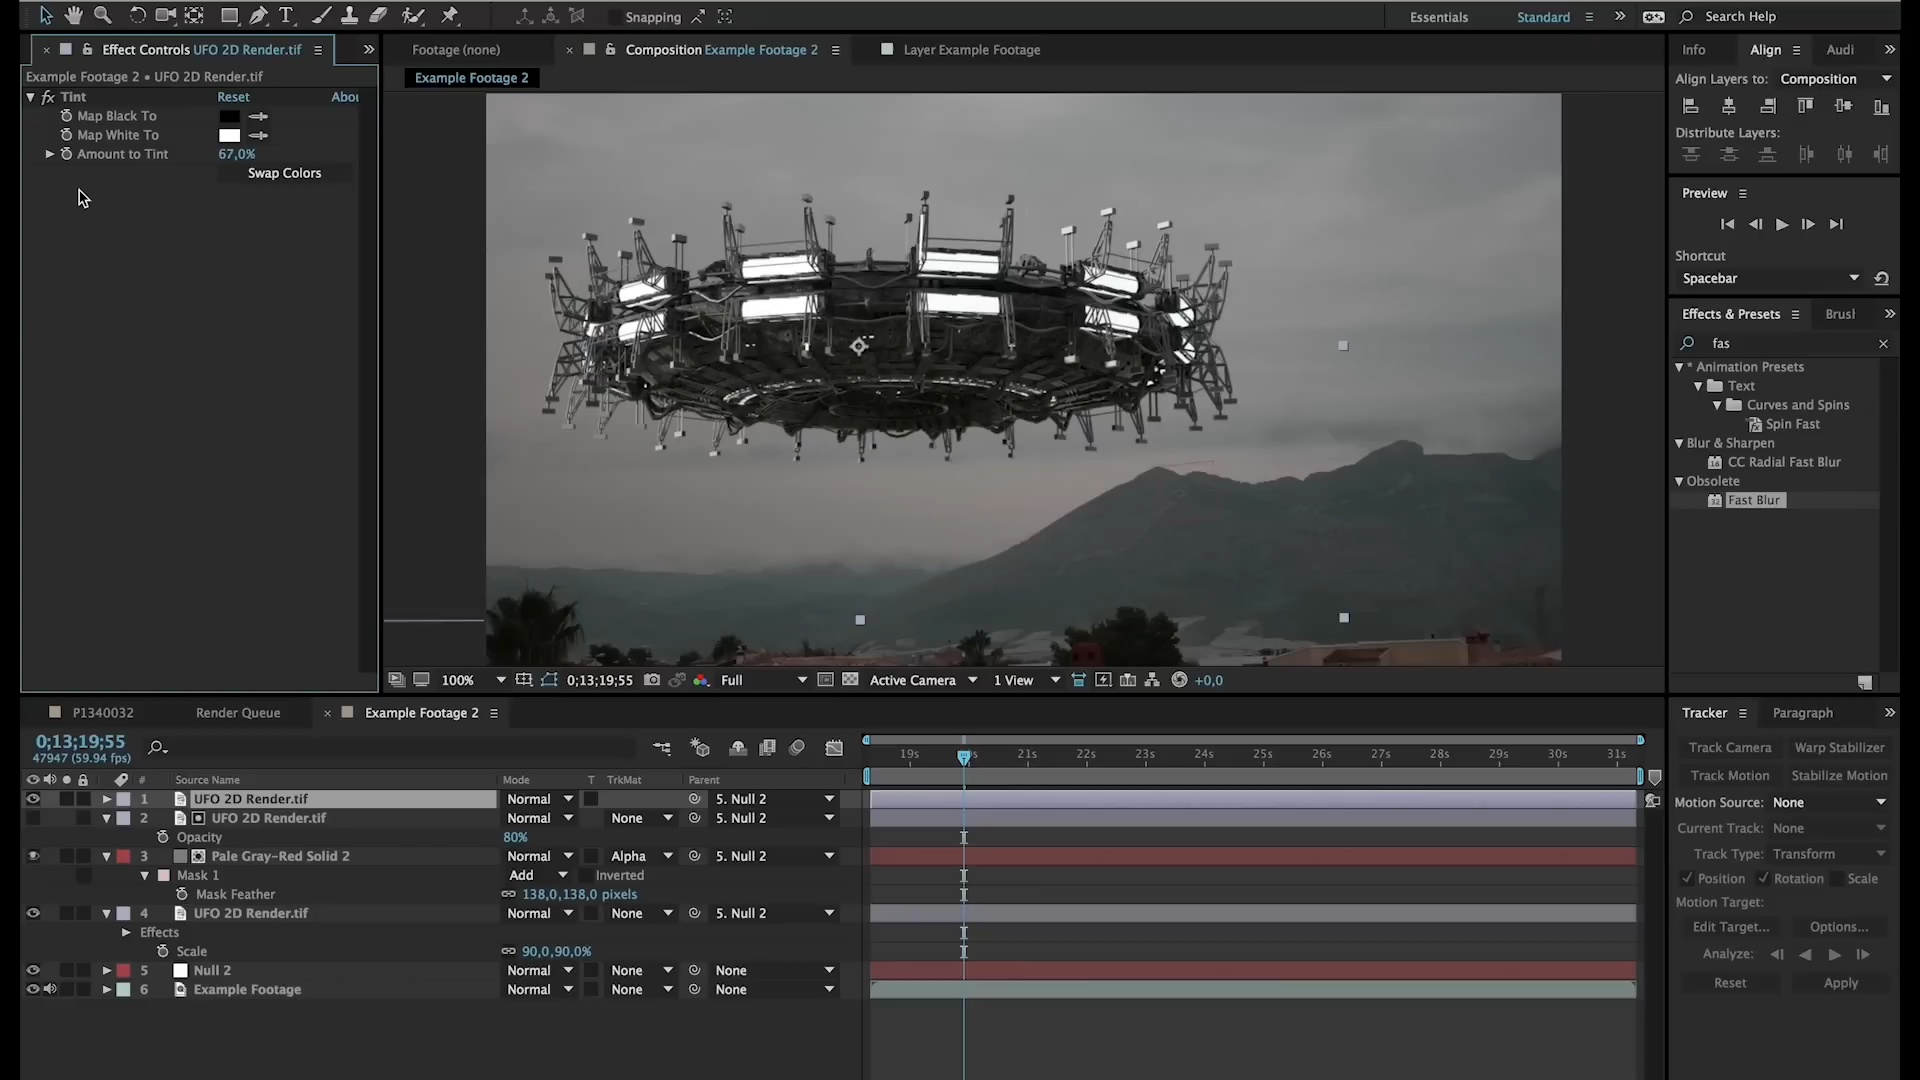 Snapping
Essentials
Standard
Search Help
Effect Controls UFO 2D Render.tif
Footage (none)
Composition Example Footage 2
Layer Example Footage
Info
Align
Audi
Example Footage 2 • UFO 2D Render.tif
Example Footage 2
Align Layers to: Composition
fx Tint
Reset
Abou
Map Black To
Map White To
Amount to Tint
67,0%
Swap Colors
Distribute Layers:
Preview
Shortcut
Spacebar
Effects & Presets
Brusl
fas
* Animation Presets
Text
Curves and Spins
Spin Fast
Blur & Sharpen
CC Radial Fast Blur
Obsolete
Fast Blur
100%
0;13;19;55
Full
Active Camera
1 View
+0,0
P1340032
Render Queue
Example Footage 2
Tracker
Paragraph
0;13;19;55
47947 (59.94 fps)
19s
21s
22s
23s
24s
25s
26s
27s
28s
29s
30s
31s
Track Camera
Warp Stabilizer
Track Motion
Stabilize Motion
# Source Name Mode T TrkMat Parent
1 UFO 2D Render.tif Normal 5. Null 2
2 UFO 2D Render.tif Normal None 5. Null 2
Opacity 80%
3 Pale Gray-Red Solid 2 Normal Alpha 5. Null 2
Mask 1 Add Inverted
Mask Feather 138,0,138,0 pixels
4 UFO 2D Render.tif Normal None 5. Null 2
Effects
Scale 90,0,90,0%
5 Null 2 Normal None None
6 Example Footage Normal None None
Motion Source: None
Current Track: None
Track Type: Transform
Position Rotation Scale
Motion Target:
Edit Target... Options...
Analyze:
Reset Apply